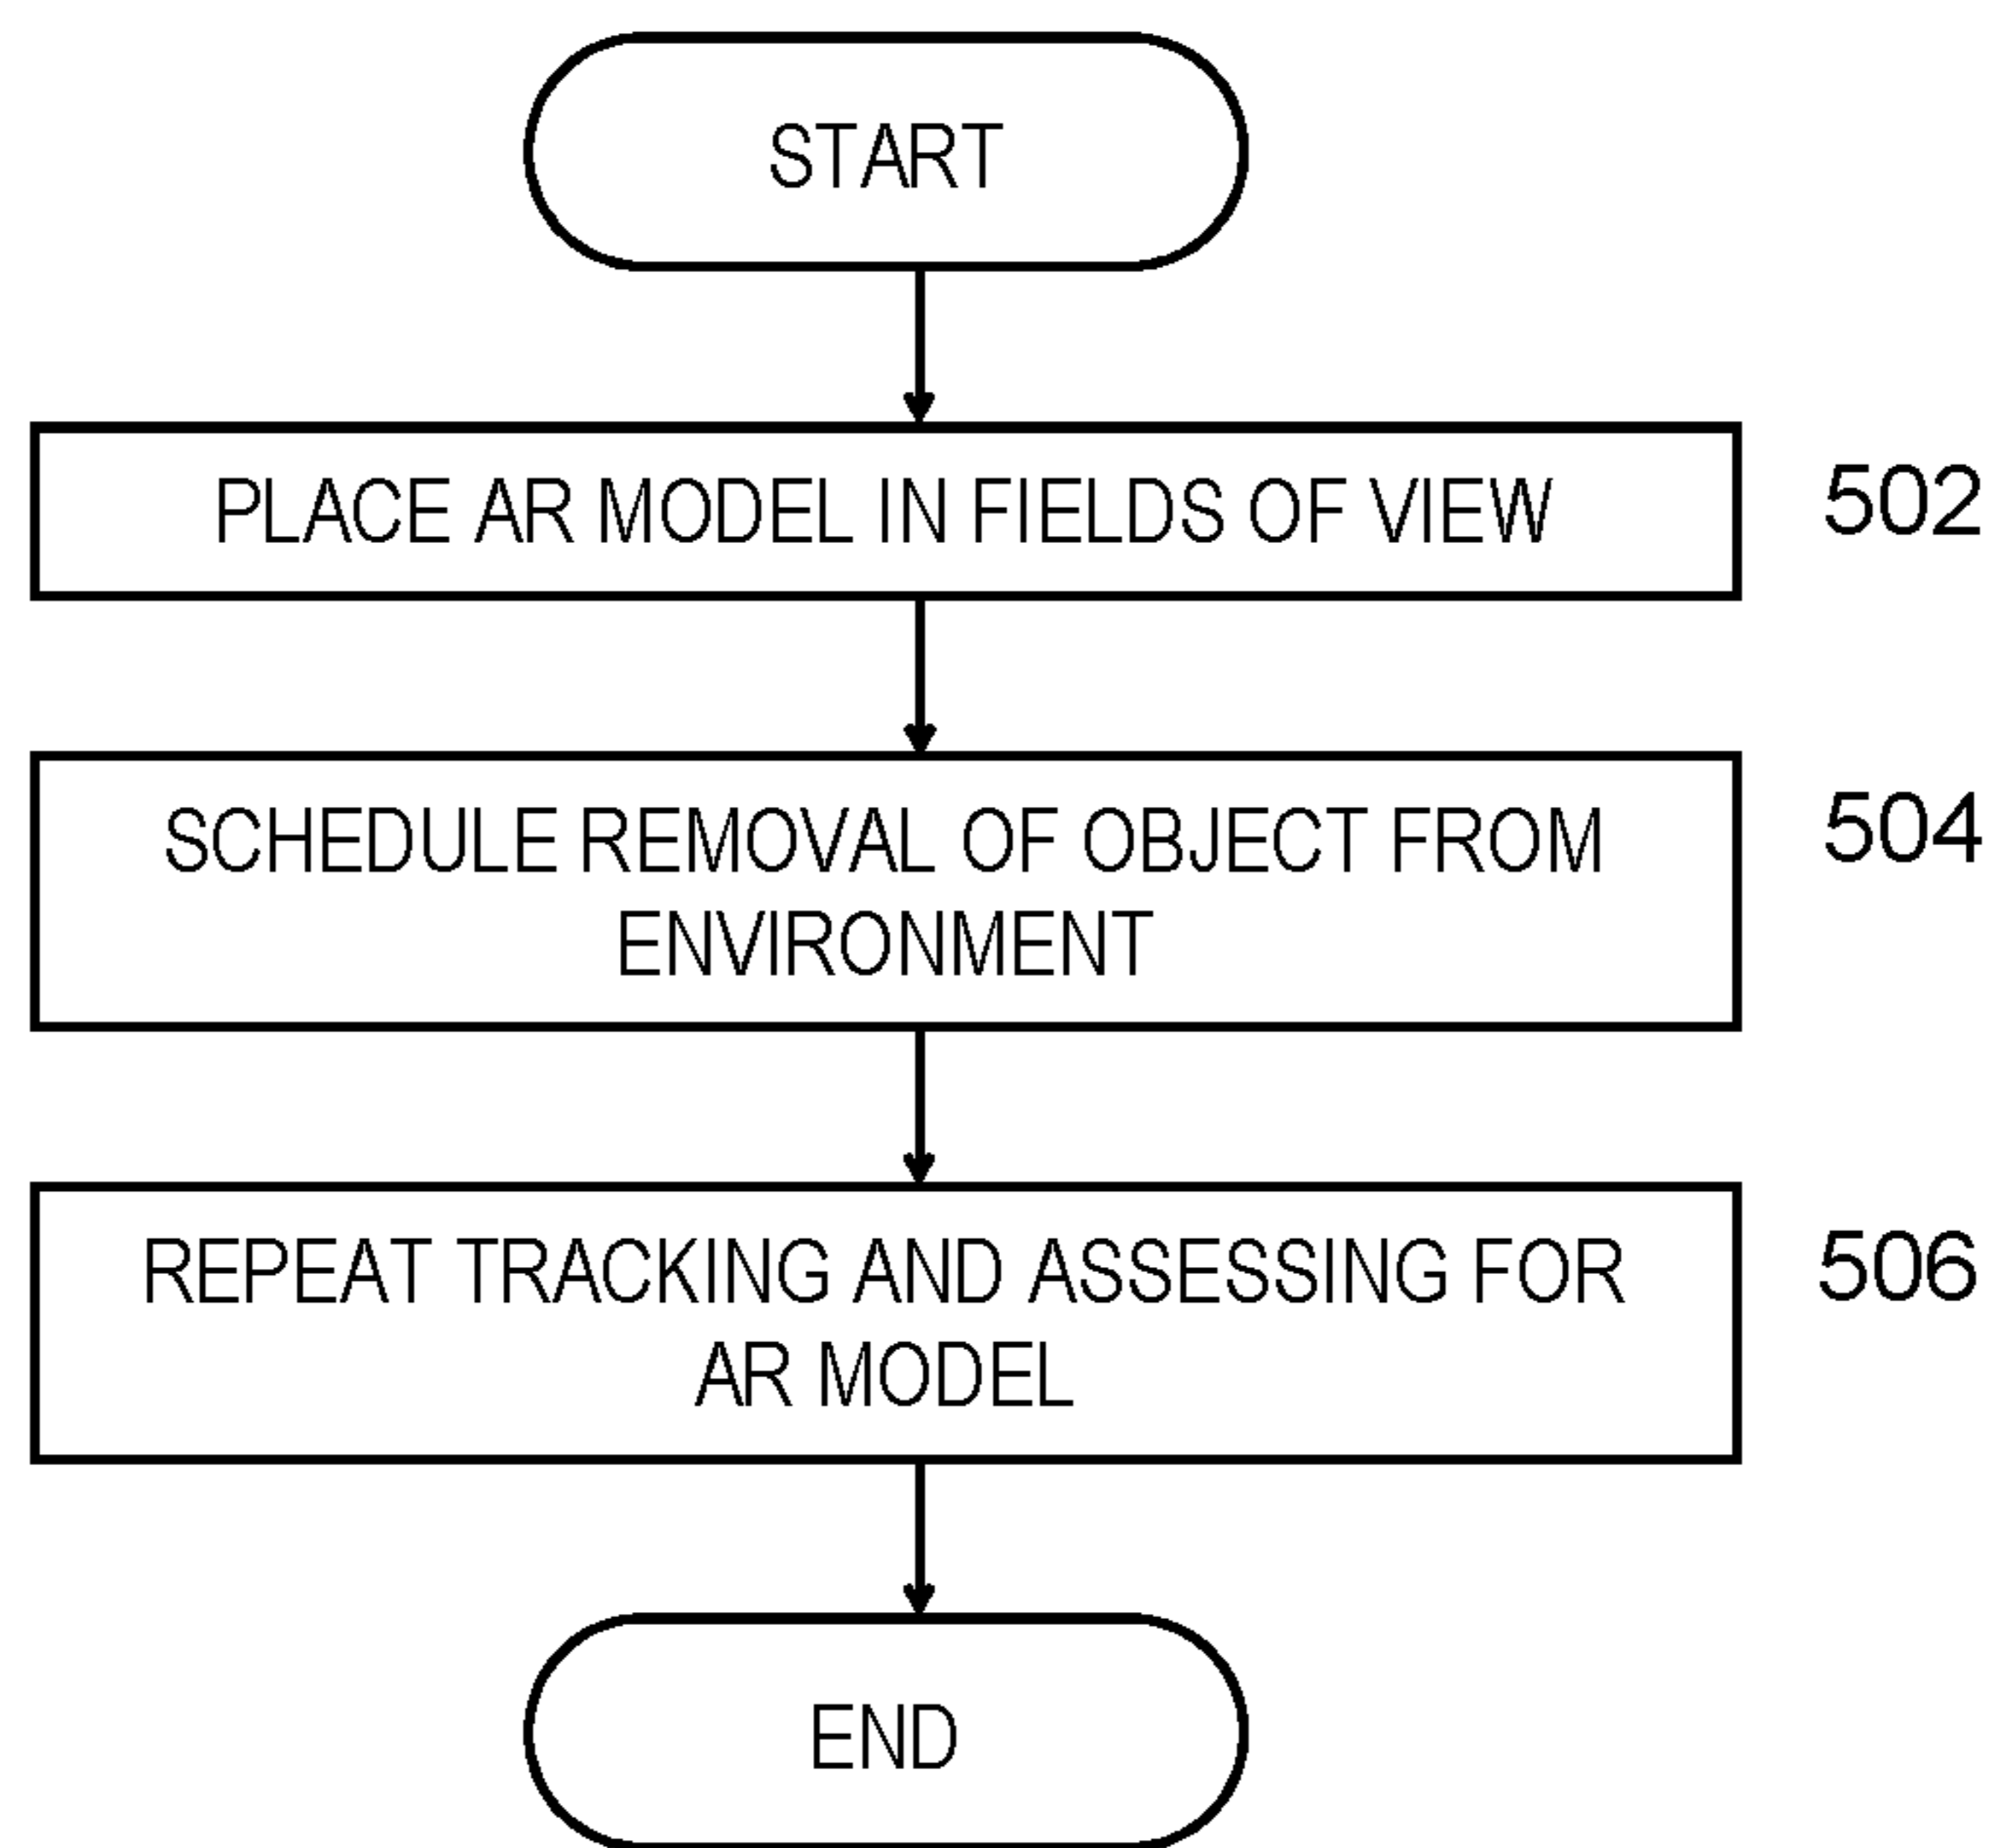 START
PLACE AR MODEL IN FIELDS OF VIEW
502
SCHEDULE REMOVAL OF OBJECT FROM
ENVIRONMENT
504
REPEAT TRACKING AND ASSESSING FOR
AR MODEL
506
END